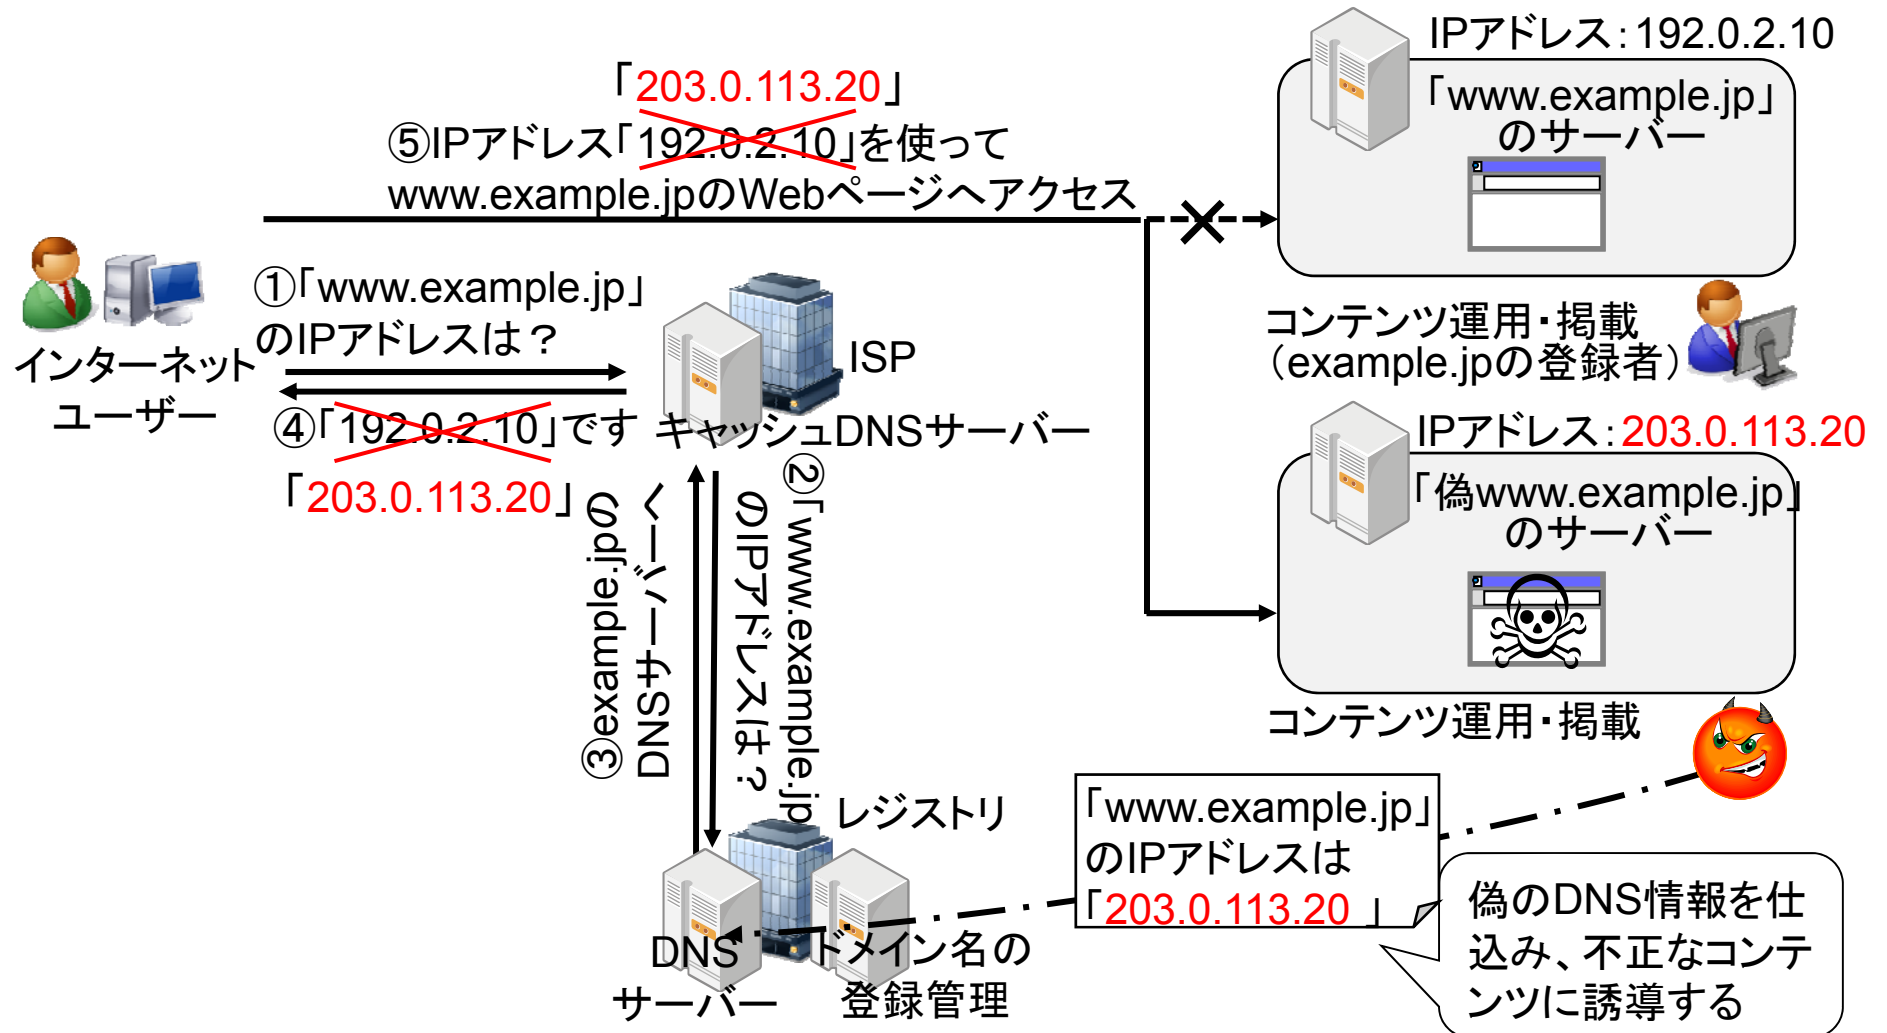 「203.0.113.20」
⑤IPアドレス「192.0.2.10」を使って
www.example.jpのWebページへアクセス
IPアドレス：192.0.2.10
「www.example.jp」
のサーバー
コンテンツ運用・掲載
（example.jpの登録者）
インターネット
ユーザー
①「www.example.jp」
のIPアドレスは？
④「192.0.2.10」です
「203.0.113.20」
ISP
キャッシュDNSサーバー
②「www.example.jp」
のIPアドレスは？
③example.jpの
DNSサーバーへ
IPアドレス：203.0.113.20
「偽www.example.jp」
のサーバー
コンテンツ運用・掲載
レジストリ
DNS
サーバー
ドメイン名の
登録管理
「www.example.jp」
のIPアドレスは
「203.0.113.20 」
偽のDNS情報を仕
込み、不正なコンテ
ンツに誘導する